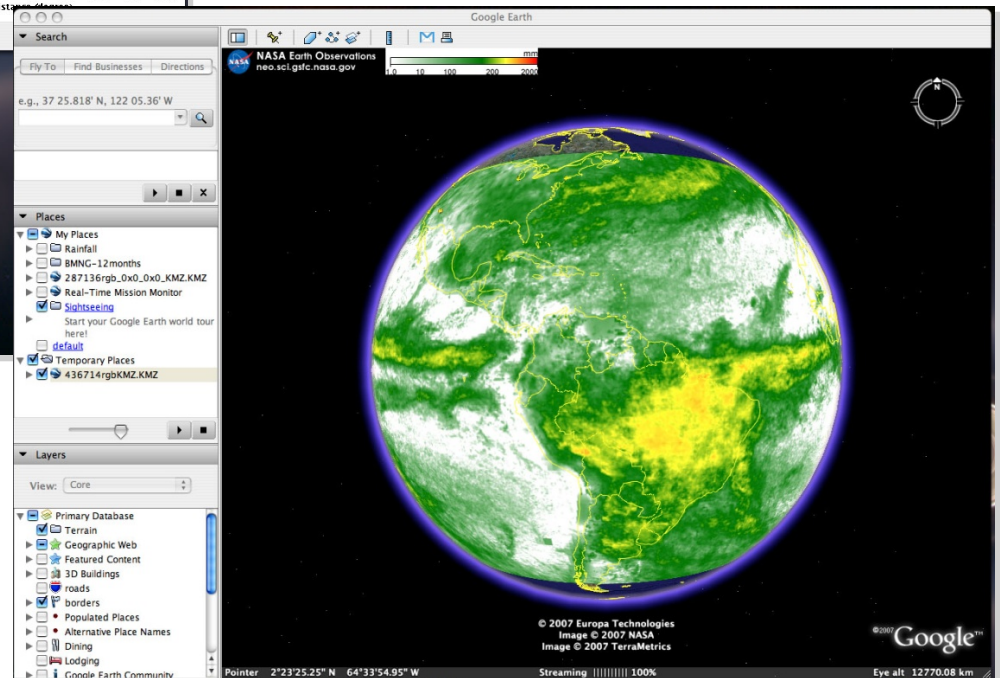 stance (degree)
Google Earth
Search
Fly To Find Businesses Directions
e.g., 37 25.818' N, 122 05.36' W
Places
My Places
Rainfall
BMNG-12months
287136rgb_0x0_0x0_KMZ.KMZ
Real-Time Mission Monitor
Sightseeing
Start your Google Earth world tour
here!
default
Temporary Places
436714rgbKMZ.KMZ
Layers
View: Core
Primary Database
Terrain
Geographic Web
Featured Content
3D Buildings
roads
borders
Populated Places
Alternative Place Names
Dining
Lodging
Google Earth Community
NASA
NASA Earth Observations
neo.sci.gsfc.nasa.gov
mm
1.0 10 100 200 2000
N
© 2007 Europa Technologies
Image © 2007 NASA
Image © 2007 TerraMetrics
©2007 Google™
Pointer 2°23'25.25" N 64°33'54.95" W Streaming 100% Eye alt 12770.08 km